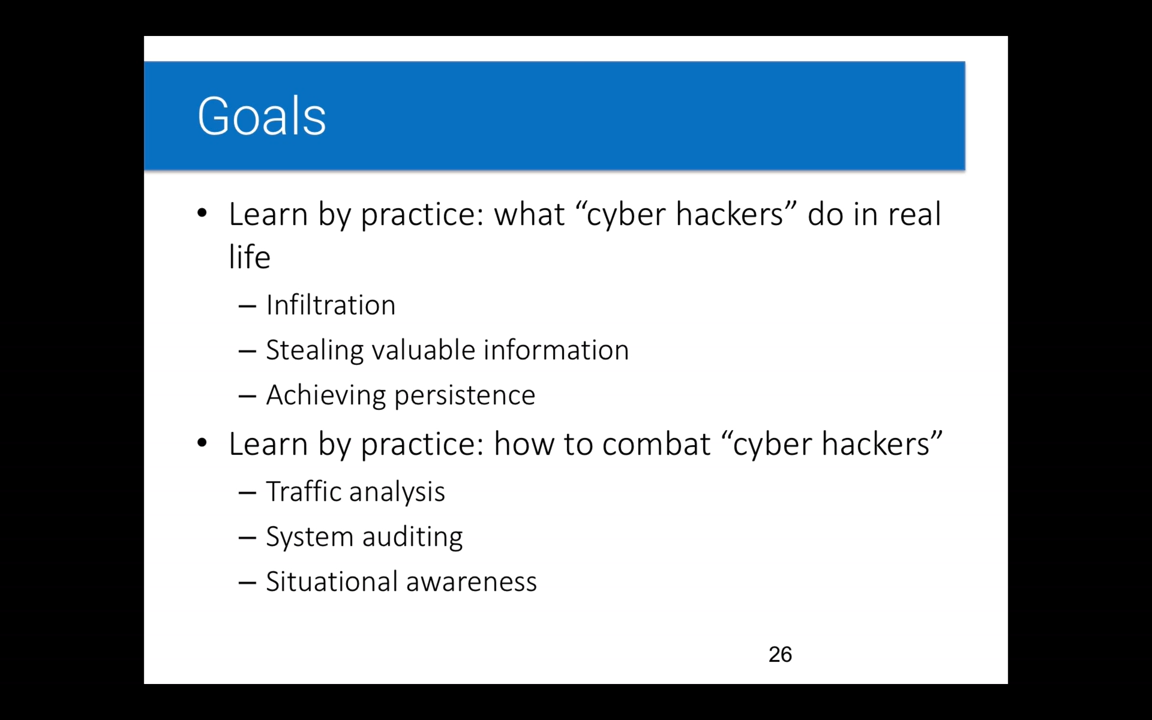 Goals
• Learn by practice: what “cyber hackers” do in real
life
– Infiltration
– Stealing valuable information
– Achieving persistence
• Learn by practice: how to combat “cyber hackers”
– Traffic analysis
– System auditing
– Situational awareness
26